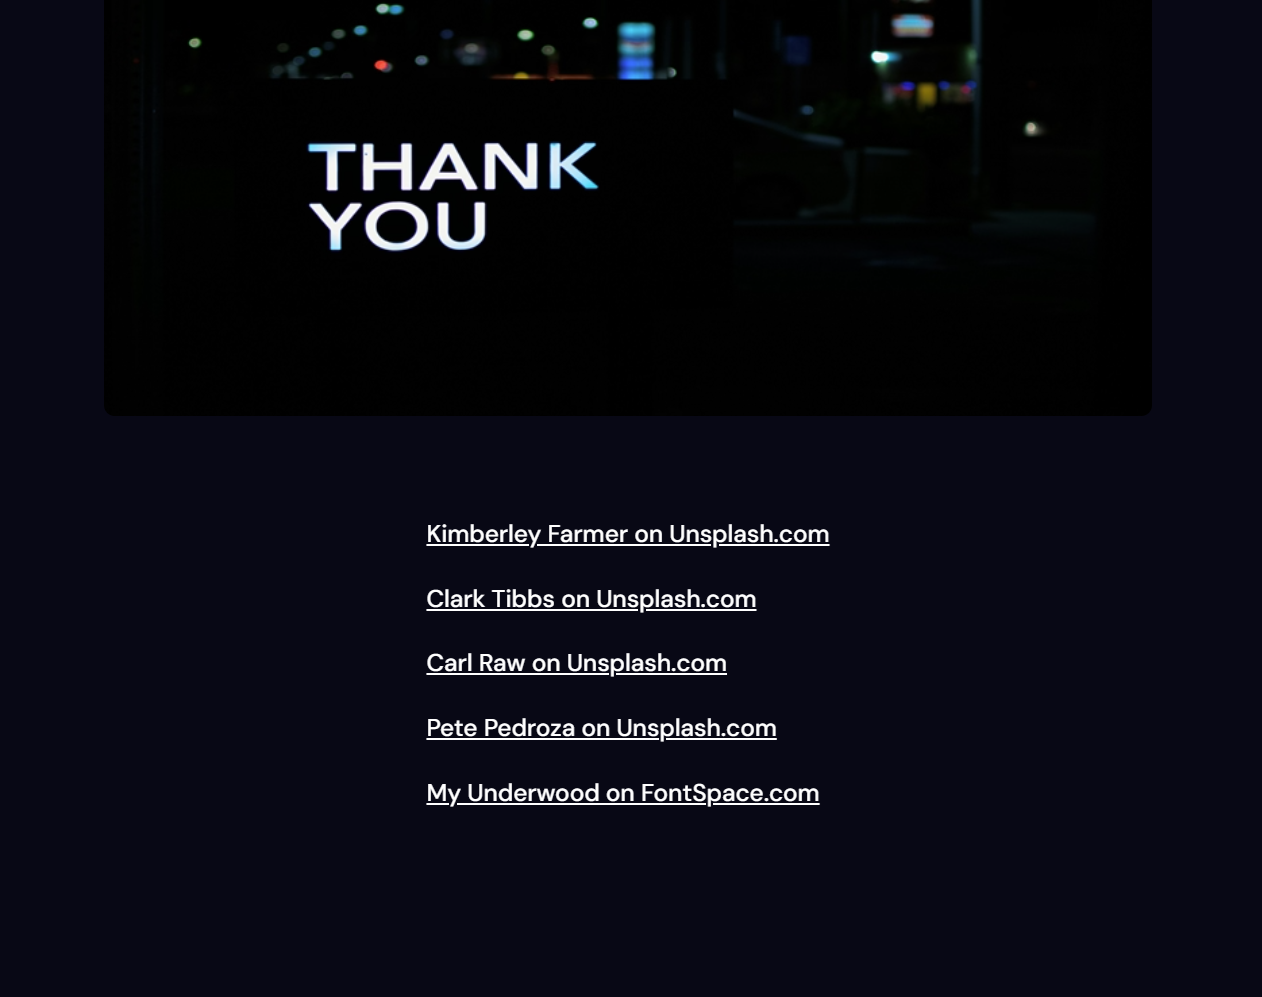 THANK
YOU
Kimberley Farmer on Unsplash.com
Clark Tibbs on Unsplash.com
Carl Raw on Unsplash.com
Pete Pedroza on Unsplash.com
My Underwood on FontSpace.com